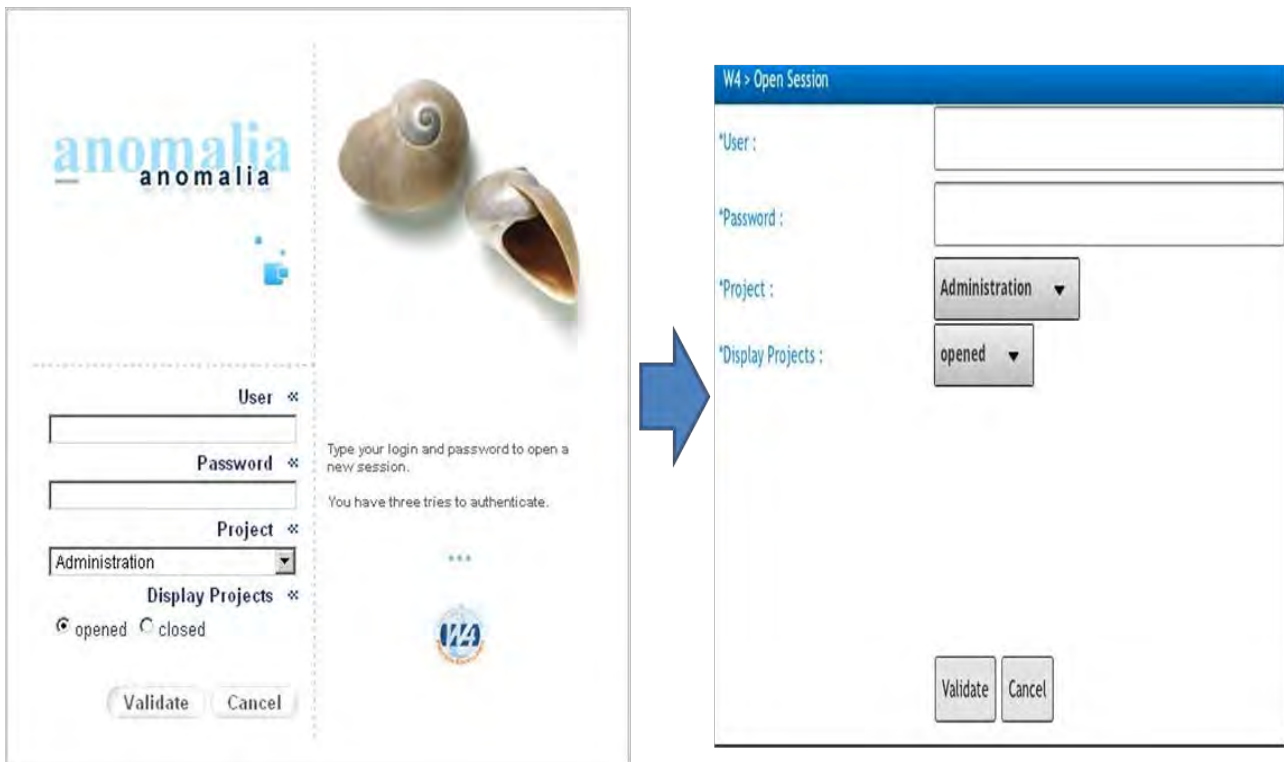 anomalia
anomalia
User
Password
Project
Administration
Display Projects
opened closed
Validate Cancel
Type your login and password to open a
new session.
You have three tries to authenticate.
W4
W4 > Open Session
*User :
*Password :
*Project :
Administration
*Display Projects :
opened
Validate Cancel